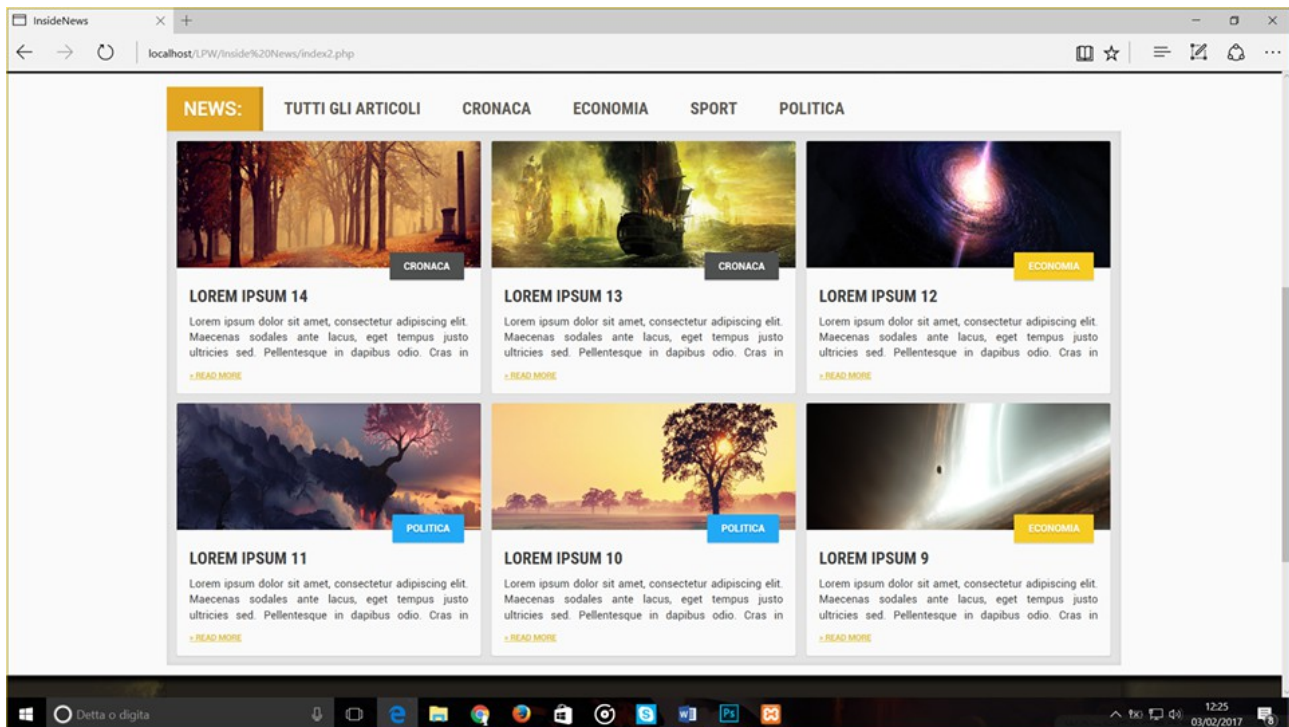 InsideNews
localhost/LPW/Inside%20News/index2.php
NEWS: TUTTI GLI ARTICOLI CRONACA ECONOMIA SPORT POLITICA
CRONACA
LOREM IPSUM 14
Lorem ipsum dolor sit amet, consectetur adipiscing elit.
Maecenas sodales ante lacus, eget tempus justo
ultricies sed. Pellentesque in dapibus odio. Cras in
» READ MORE
CRONACA
LOREM IPSUM 13
Lorem ipsum dolor sit amet, consectetur adipiscing elit.
Maecenas sodales ante lacus, eget tempus justo
ultricies sed. Pellentesque in dapibus odio. Cras in
» READ MORE
ECONOMIA
LOREM IPSUM 12
Lorem ipsum dolor sit amet, consectetur adipiscing elit.
Maecenas sodales ante lacus, eget tempus justo
ultricies sed. Pellentesque in dapibus odio. Cras in
» READ MORE
POLITICA
LOREM IPSUM 11
Lorem ipsum dolor sit amet, consectetur adipiscing elit.
Maecenas sodales ante lacus, eget tempus justo
ultricies sed. Pellentesque in dapibus odio. Cras in
» READ MORE
POLITICA
LOREM IPSUM 10
Lorem ipsum dolor sit amet, consectetur adipiscing elit.
Maecenas sodales ante lacus, eget tempus justo
ultricies sed. Pellentesque in dapibus odio. Cras in
» READ MORE
ECONOMIA
LOREM IPSUM 9
Lorem ipsum dolor sit amet, consectetur adipiscing elit.
Maecenas sodales ante lacus, eget tempus justo
ultricies sed. Pellentesque in dapibus odio. Cras in
» READ MORE
Detta o digita
Ps
12:25
03/02/2017